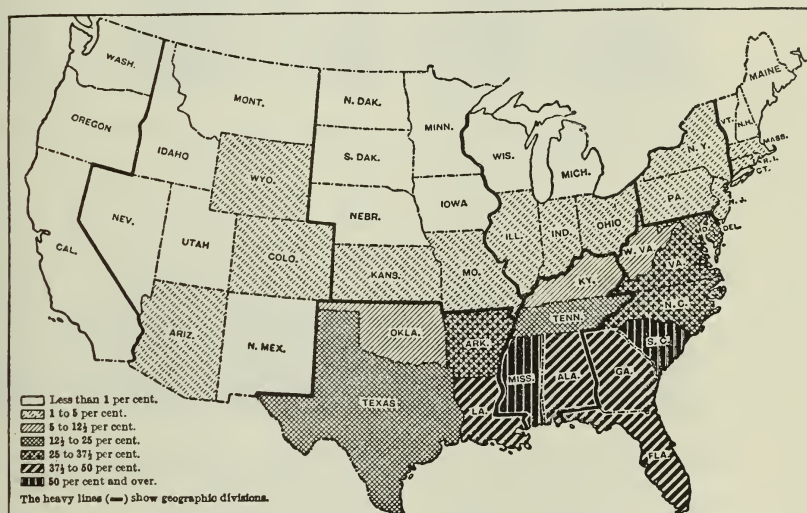 WASH.
MONT.
N. DAK.
MINN.
MAINE
VT.
N.H.
OREGON
IDAHO
S. DAK.
WIS.
MICH.
N. Y.
MASS.
R. I.
CT.
WYO.
IOWA
PA.
N. J.
NEBR.
NEV.
UTAH
COLO.
ILL.
IND.
OHIO
DEL.
CAL.
KANS.
MO.
W. VA.
VA.
KY.
N. C.
TENN.
ARIZ.
N. MEX.
OKLA.
ARK.
S. C.
MISS.
ALA.
GA.
TEXAS
LA.
FLA.
Less than 1 per cent.
1 to 5 per cent.
5 to 12½ per cent.
12½ to 25 per cent.
25 to 37½ per cent.
37½ to 50 per cent.
50 per cent and over.
The heavy lines (▬) show geographic divisions.